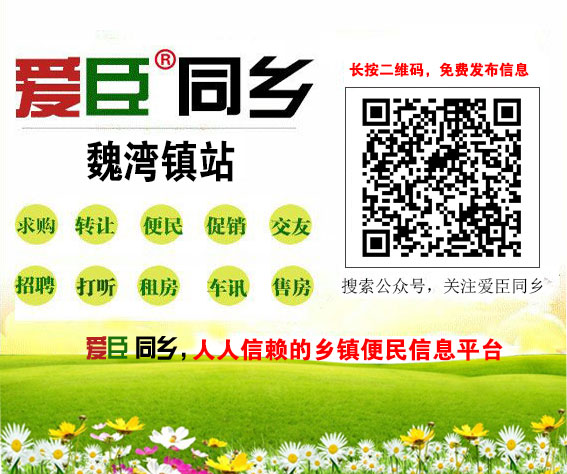 爱臣®同乡
魏湾镇站
求购 转让 便民 促销 交友
招聘 打听 租房 车讯 售房
长按二维码，免费发布信息
搜索公众号，关注爱臣同乡
爱臣同乡，人人信赖的乡镇便民信息平台